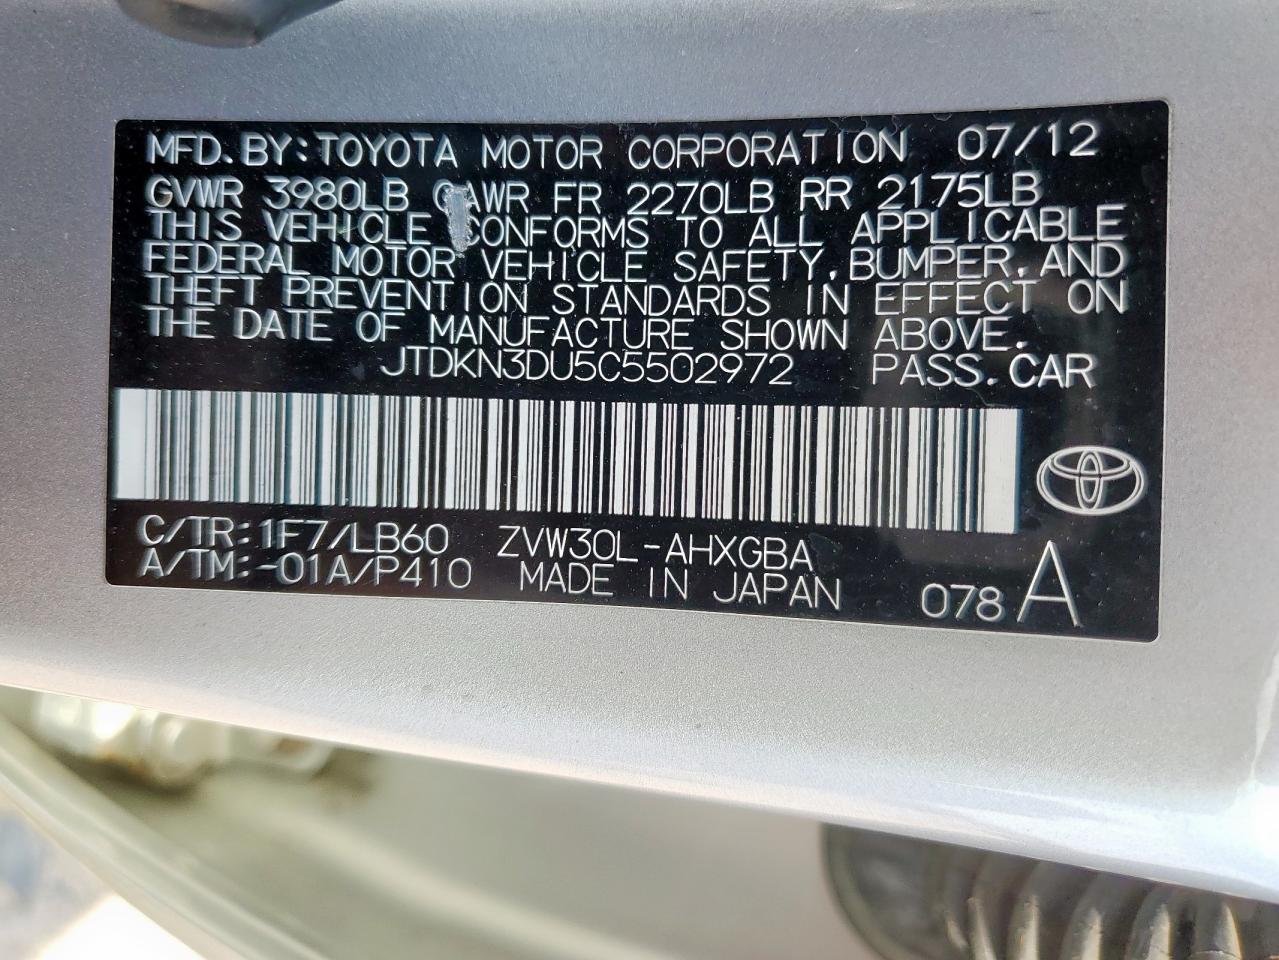 MFD.BY:TOYOTA MOTOR CORPORATION 07/12
GVWR 3980LB GAWR FR 2270LB RR 2175LB
THIS VEHICLE CONFORMS TO ALL APPLICABLE
FEDERAL MOTOR VEHICLE SAFETY,BUMPER,AND
THEFT PREVENTION STANDARDS IN EFFECT ON
THE DATE OF MANUFACTURE SHOWN ABOVE.
JTDKN3DU5C5502972 PASS.CAR
C/TR:1F7/LB60 ZVW30L-AHXGBA
A/TM:-01A/P410 MADE IN JAPAN 078 A